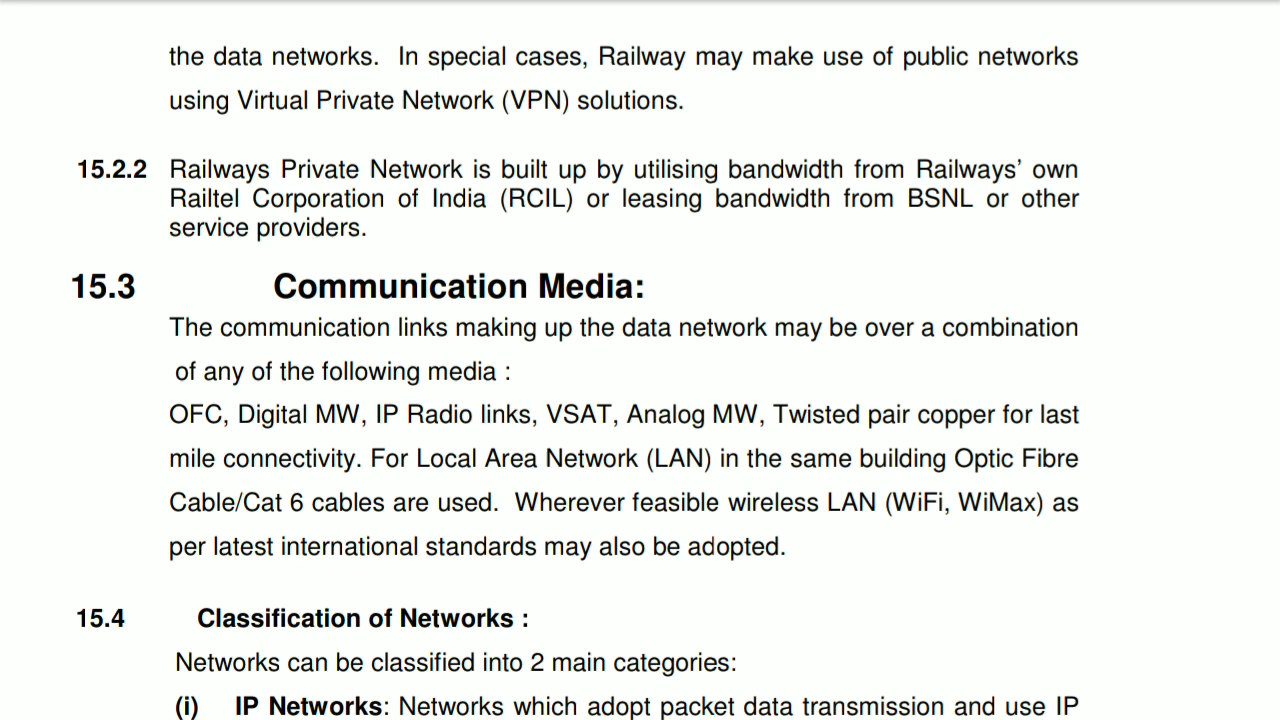 the data networks. In special cases, Railway may make use of public networks
using Virtual Private Network (VPN) solutions.
15.2.2 Railways Private Network is built up by utilising bandwidth from Railways’ own
Railtel Corporation of India (RCIL) or leasing bandwidth from BSNL or other
service providers.
15.3 Communication Media:
The communication links making up the data network may be over a combination
of any of the following media :
OFC, Digital MW, IP Radio links, VSAT, Analog MW, Twisted pair copper for last
mile connectivity. For Local Area Network (LAN) in the same building Optic Fibre
Cable/Cat 6 cables are used. Wherever feasible wireless LAN (WiFi, WiMax) as
per latest international standards may also be adopted.
15.4 Classification of Networks :
Networks can be classified into 2 main categories:
(i) IP Networks: Networks which adopt packet data transmission and use IP